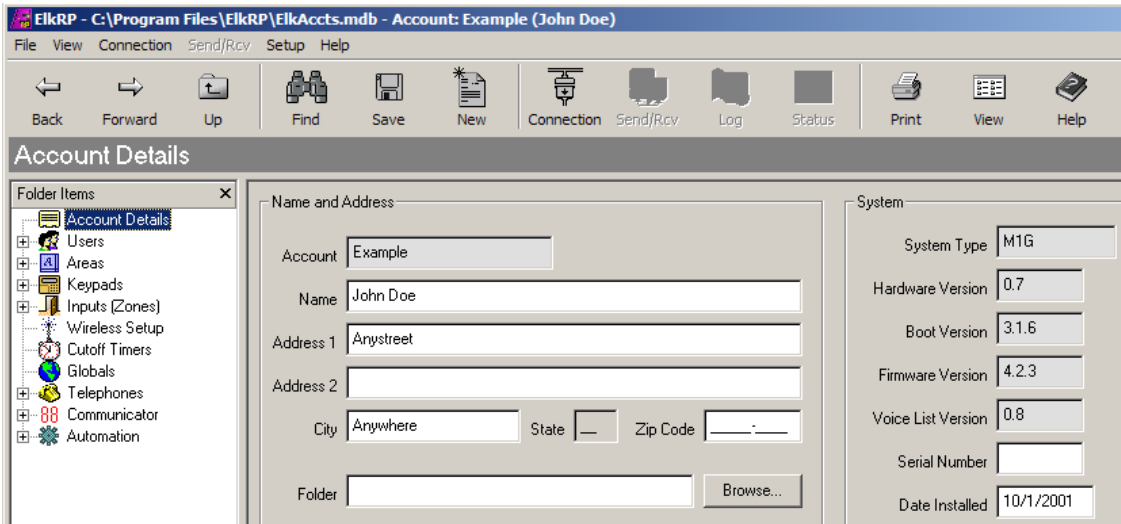 ElkRP - C:\Program Files\ElkRP\ElkAccts.mdb - Account: Example (John Doe)
File View Connection Send/Rcv Setup Help
Back Forward Up Find Save New Connection Send/Rcv Log Status Print View Help
Account Details
Folder Items
Account Details
Users
Areas
Keypads
Inputs (Zones)
Wireless Setup
Cutoff Timers
Globals
Telephones
88 Communicator
Automation
Name and Address
Account Example
Name John Doe
Address 1 Anystreet
Address 2
City Anywhere State __ Zip Code _____-____
Folder Browse...
System
System Type M1G
Hardware Version 0.7
Boot Version 3.1.6
Firmware Version 4.2.3
Voice List Version 0.8
Serial Number
Date Installed 10/1/2001